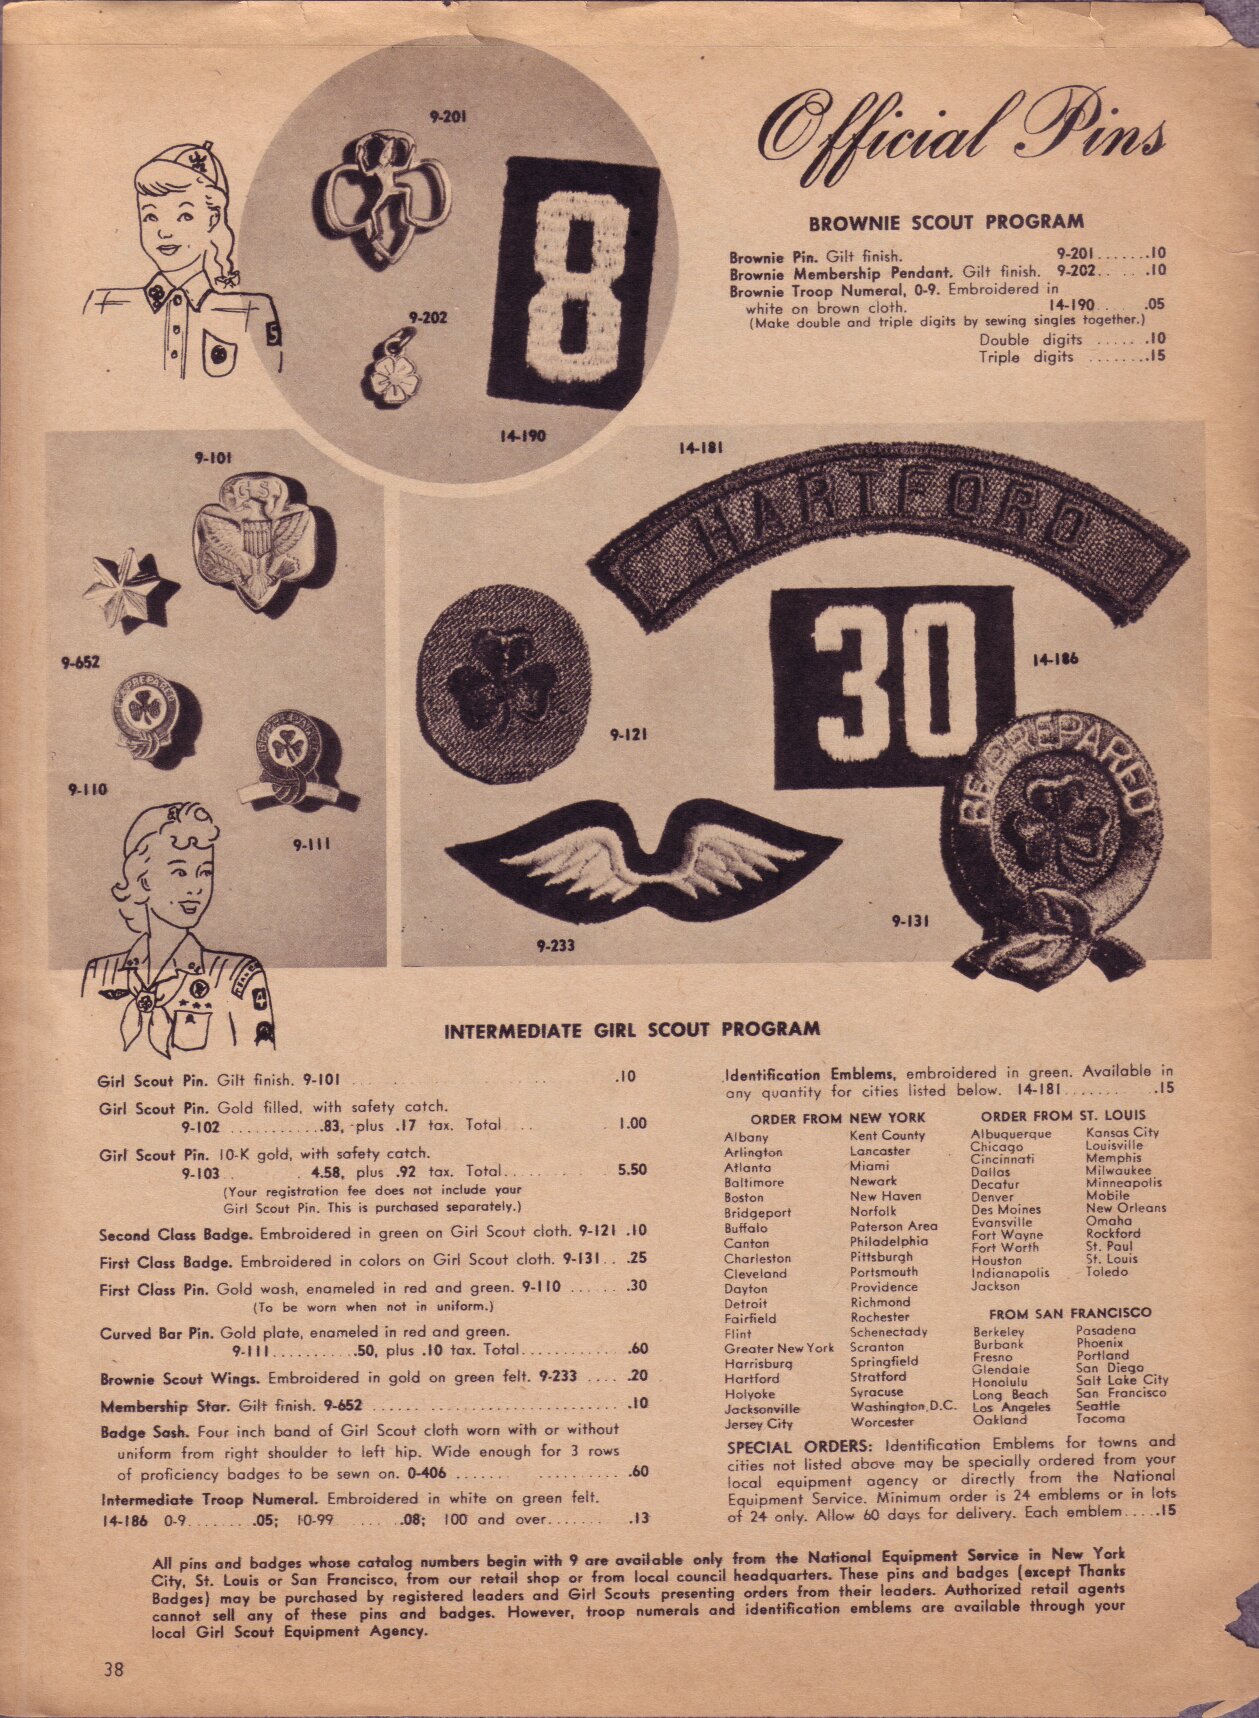 Official Pins
BROWNIE SCOUT PROGRAM
Brownie Pin. Gilt finish. 9-201.......10
Brownie Membership Pendant. Gilt finish. 9-202.. . . . .10
Brownie Troop Numeral, 0-9. Embroidered in
white on brown cloth. 14-190..... .05
(Make double and triple digits by sewing singles together.)
Double digits ...... .10
Triple digits ........15
9-201
8
9-202
14-190
5
9-101
GS
9-652
BE PREPARED
9-110
9-111
14-181
HARTFORD
9-121
30
14-186
BE PREPARED
9-233
9-131
4
INTERMEDIATE GIRL SCOUT PROGRAM
Girl Scout Pin. Gilt finish. 9-101 .10
Girl Scout Pin. Gold filled, with safety catch.
9-102 ............83, plus .17 tax. Total ... 1.00
Girl Scout Pin. 10-K gold, with safety catch.
9-103.. 4.58, plus .92 tax. Total.......... 5.50
(Your registration fee does not include your
Girl Scout Pin. This is purchased separately.)
Second Class Badge. Embroidered in green on Girl Scout cloth. 9-121 .10
First Class Badge. Embroidered in colors on Girl Scout cloth. 9-131... .25
First Class Pin. Gold wash, enameled in red and green. 9-110 ...... .30
(To be worn when not in uniform.)
Curved Bar Pin. Gold plate, enameled in red and green.
9-111............50, plus .10 tax. Total............ .60
Brownie Scout Wings. Embroidered in gold on green felt. 9-233 ..... .20
Membership Star. Gilt finish. 9-652 .............................. .10
Badge Sash. Four inch band of Girl Scout cloth worn with or without
uniform from right shoulder to left hip. Wide enough for 3 rows
of proficiency badges to be sewn on. 0-406 ....... ........... .60
Intermediate Troop Numeral. Embroidered in white on green felt.
14-186 0-9........ .05; 10-99 ...... .08; 100 and over....... .13
Identification Emblems, embroidered in green. Available in
any quantity for cities listed below. 14-181....... ..15
ORDER FROM NEW YORK
Albany
Arlington
Atlanta
Baltimore
Boston
Bridgeport
Buffalo
Canton
Charleston
Cleveland
Dayton
Detroit
Fairfield
Flint
Greater New York
Harrisburg
Hartford
Holyoke
Jacksonville
Jersey City
Kent County
Lancaster
Miami
Newark
New Haven
Norfolk
Paterson Area
Philadelphia
Pittsburgh
Portsmouth
Providence
Richmond
Rochester
Schenectady
Scranton
Springfield
Stratford
Syracuse
Washington, D.C.
Worcester
ORDER FROM ST. LOUIS
Albuquerque
Chicago
Cincinnati
Dallas
Decatur
Denver
Des Moines
Evansville
Fort Wayne
Fort Worth
Houston
Indianapolis
Jackson
Kansas City
Louisville
Memphis
Milwaukee
Minneapolis
Mobile
New Orleans
Omaha
Rockford
St. Paul
St. Louis
Toledo
FROM SAN FRANCISCO
Berkeley
Burbank
Fresno
Glendale
Honolulu
Long Beach
Los Angeles
Oakland
Pasadena
Phoenix
Portland
San Diego
Salt Lake City
San Francisco
Seattle
Tacoma
SPECIAL ORDERS: Identification Emblems for towns and
cities not listed above may be specially ordered from your
local equipment agency or directly from the National
Equipment Service. Minimum order is 24 emblems or in lots
of 24 only. Allow 60 days for delivery. Each emblem.....15
All pins and badges whose catalog numbers begin with 9 are available only from the National Equipment Service in New York
City, St. Louis or San Francisco, from our retail shop or from local council headquarters. These pins and badges (except Thanks
Badges) may be purchased by registered leaders and Girl Scouts presenting orders from their leaders. Authorized retail agents
cannot sell any of these pins and badges. However, troop numerals and identification emblems are available through your
local Girl Scout Equipment Agency.
38